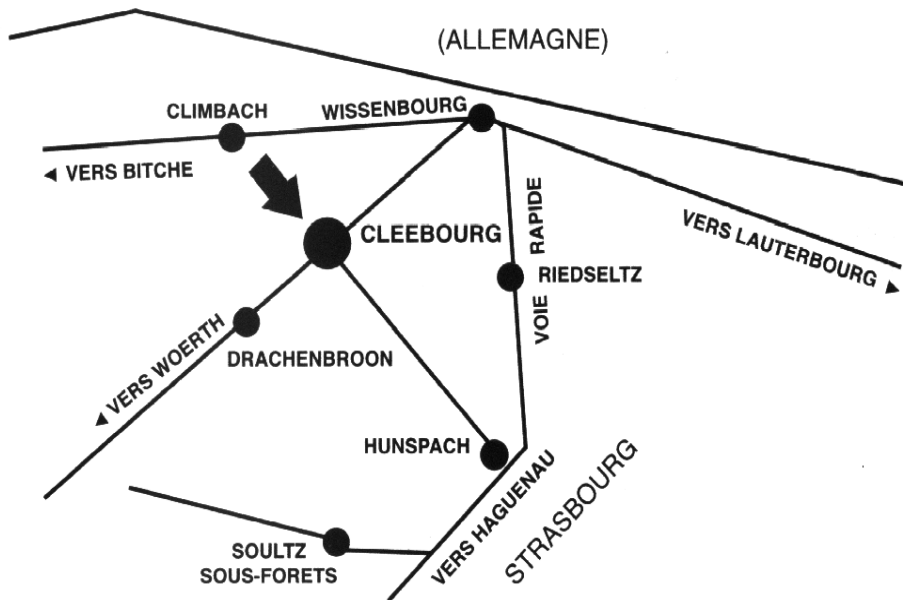 (ALLEMAGNE)
CLIMBACH
WISSENBOURG
◄ VERS BITCHE
CLEEBOURG
VOIE RAPIDE
VERS LAUTERBOURG ►
RIEDSELTZ
◄ VERS WOERTH
DRACHENBROON
HUNSPACH
VERS HAGUENAU
STRASBOURG
SOULTZ
SOUS-FORETS